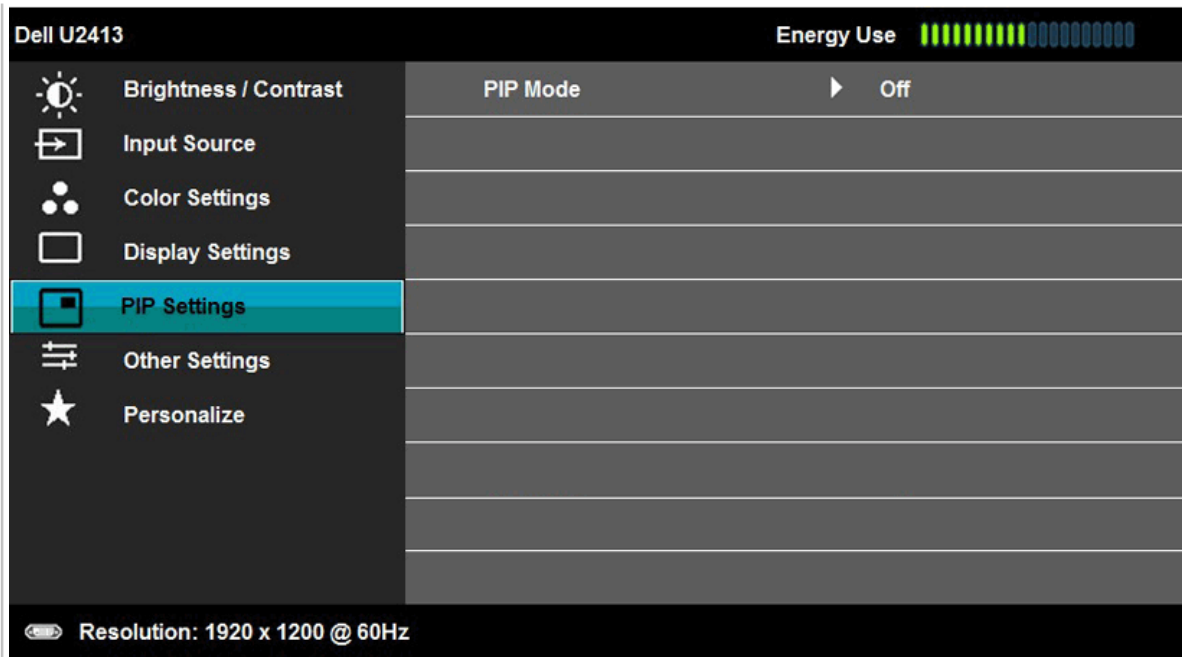 Dell U2413 Energy Use
Brightness / Contrast PIP Mode Off
Input Source
Color Settings
Display Settings
PIP Settings
Other Settings
Personalize
Resolution: 1920 x 1200 @ 60Hz